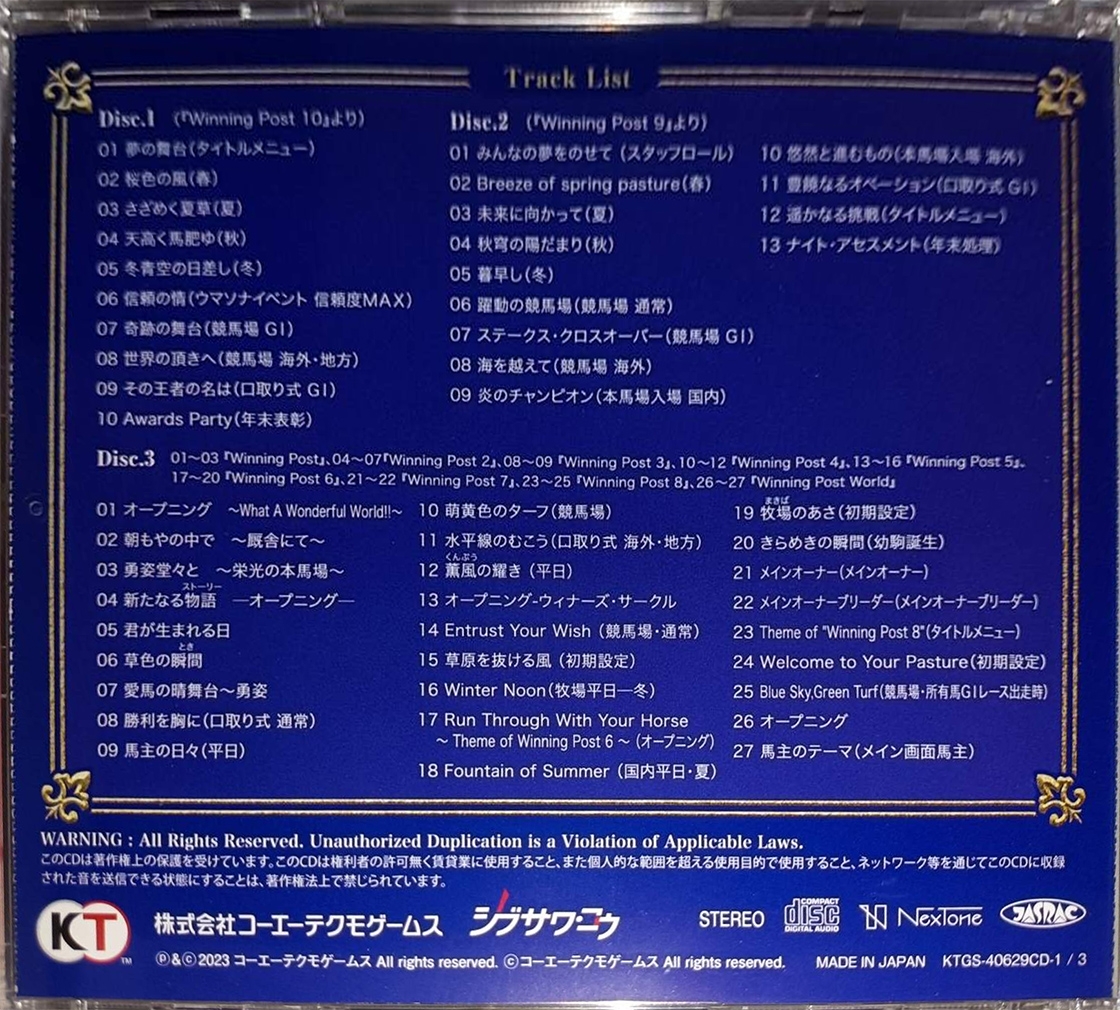 Track List
Disc.1 (『Winning Post 10』より)
01 夢の舞台(タイトルメニュー)
02 桜色の風(春)
03 さざめく夏草(夏)
04 天高く馬肥ゆ(秋)
05 冬青空の日差し(冬)
06 信頼の情(ウマソナイベント 信頼度MAX)
07 奇跡の舞台(競馬場 GI)
08 世界の頂きへ(競馬場 海外・地方)
09 その王者の名は(口取り式 GI)
10 Awards Party(年末表彰)
Disc.2 (『Winning Post 9』より)
01 みんなの夢をのせて (スタッフロール)
02 Breeze of spring pasture(春)
03 未来に向かって(夏)
04 秋穹の陽だまり(秋)
05 暮早し(冬)
06 躍動の競馬場(競馬場 通常)
07 ステークス・クロスオーバー(競馬場 GI)
08 海を越えて(競馬場 海外)
09 炎のチャンピオン(本馬場入場 国内)
10 悠然と進むもの(本馬場入場 海外)
11 豊饒なるオベーション(口取り式 GI)
12 遥かなる挑戦(タイトルメニュー)
13 ナイト・アセスメント(年末処理)
Disc.3 01〜03 『Winning Post』、04〜07『Winning Post 2』、08〜09 『Winning Post 3』、10〜12 『Winning Post 4』、13〜16 『Winning Post 5』、
17〜20 『Winning Post 6』、21〜22 『Winning Post 7』、23〜25 『Winning Post 8』、26〜27 『Winning Post World』
01 オープニング 〜What A Wonderful World!!〜
02 朝もやの中で 〜厩舎にて〜
03 勇姿堂々と 〜栄光の本馬場〜
ストーリー
04 新たなる物語 ―オープニング―
05 君が生まれる日
とき
06 草色の瞬間
07 愛馬の晴舞台〜勇姿
08 勝利を胸に(口取り式 通常)
09 馬主の日々(平日)
10 萌黄色のターフ(競馬場)
11 水平線のむこう(口取り式 海外・地方)
くんぷう
12 薫風の耀き (平日)
13 オープニング-ウィナーズ・サークル
14 Entrust Your Wish (競馬場・通常)
15 草原を抜ける風 (初期設定)
16 Winter Noon(牧場平日―冬)
17 Run Through With Your Horse
〜 Theme of Winning Post 6 〜 (オープニング)
18 Fountain of Summer (国内平日・夏)
まきば
19 牧場のあさ(初期設定)
20 きらめきの瞬間(幼駒誕生)
21 メインオーナー(メインオーナー)
22 メインオーナーブリーダー(メインオーナーブリーダー)
23 Theme of "Winning Post 8"(タイトルメニュー)
24 Welcome to Your Pasture(初期設定)
25 Blue Sky,Green Turf(競馬場・所有馬GIレース出走時)
26 オープニング
27 馬主のテーマ(メイン画面馬主)
WARNING : All Rights Reserved. Unauthorized Duplication is a Violation of Applicable Laws.
このCDは著作権上の保護を受けています。このCDは権利者の許可無く賃貸業に使用すること、また個人的な範囲を超える使用目的で使用すること、ネットワーク等を通じてこのCDに収録
された音を送信できる状態にすることは、著作権法上で禁じられています。
KT TM 株式会社コーエーテクモゲームス シブサワ・コウ STEREO COMPACT disc DIGITAL AUDIO NexTone JASRAC
Ⓟ&©2023 コーエーテクモゲームス All rights reserved. ©コーエーテクモゲームス All rights reserved. MADE IN JAPAN KTGS-40629CD-1 / 3